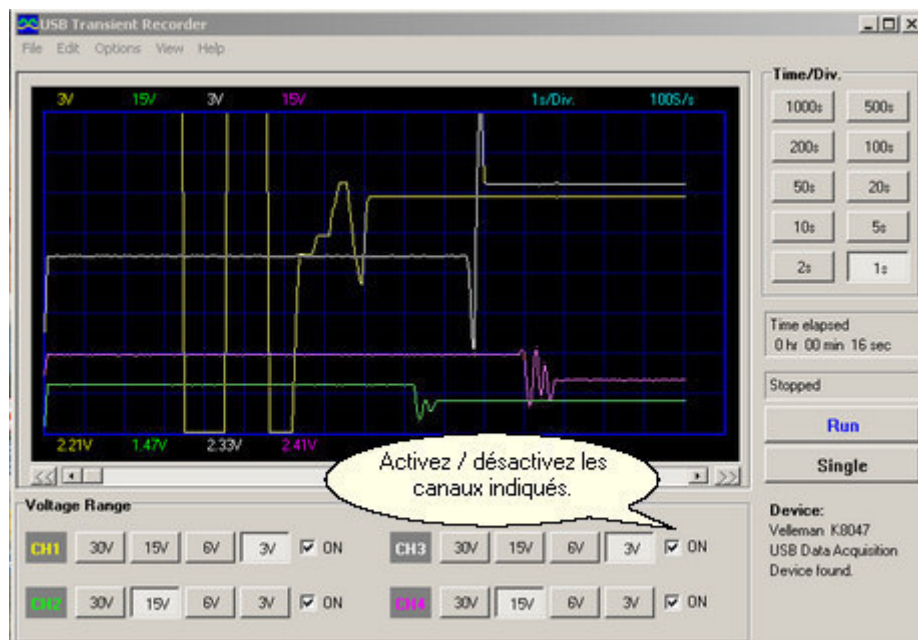 USB Transient Recorder
File Edit Options View Help
3V 15V 3V 15V 1s/Div. 100S/s
2.21V 1.47V 2.33V 2.41V
Activez / désactivez les
canaux indiqués.
Time/Div.
1000s 500s
200s 100s
50s 20s
10s 5s
2s 1s
Time elapsed
0 hr 00 min 16 sec
Stopped
Run
Single
Voltage Range
CH1 30V 15V 6V 3V ON
CH3 30V 15V 6V 3V ON
CH2 30V 15V 6V 3V ON
CH4 30V 15V 6V 3V ON
Device:
Velleman K8047
USB Data Acquisition
Device found.